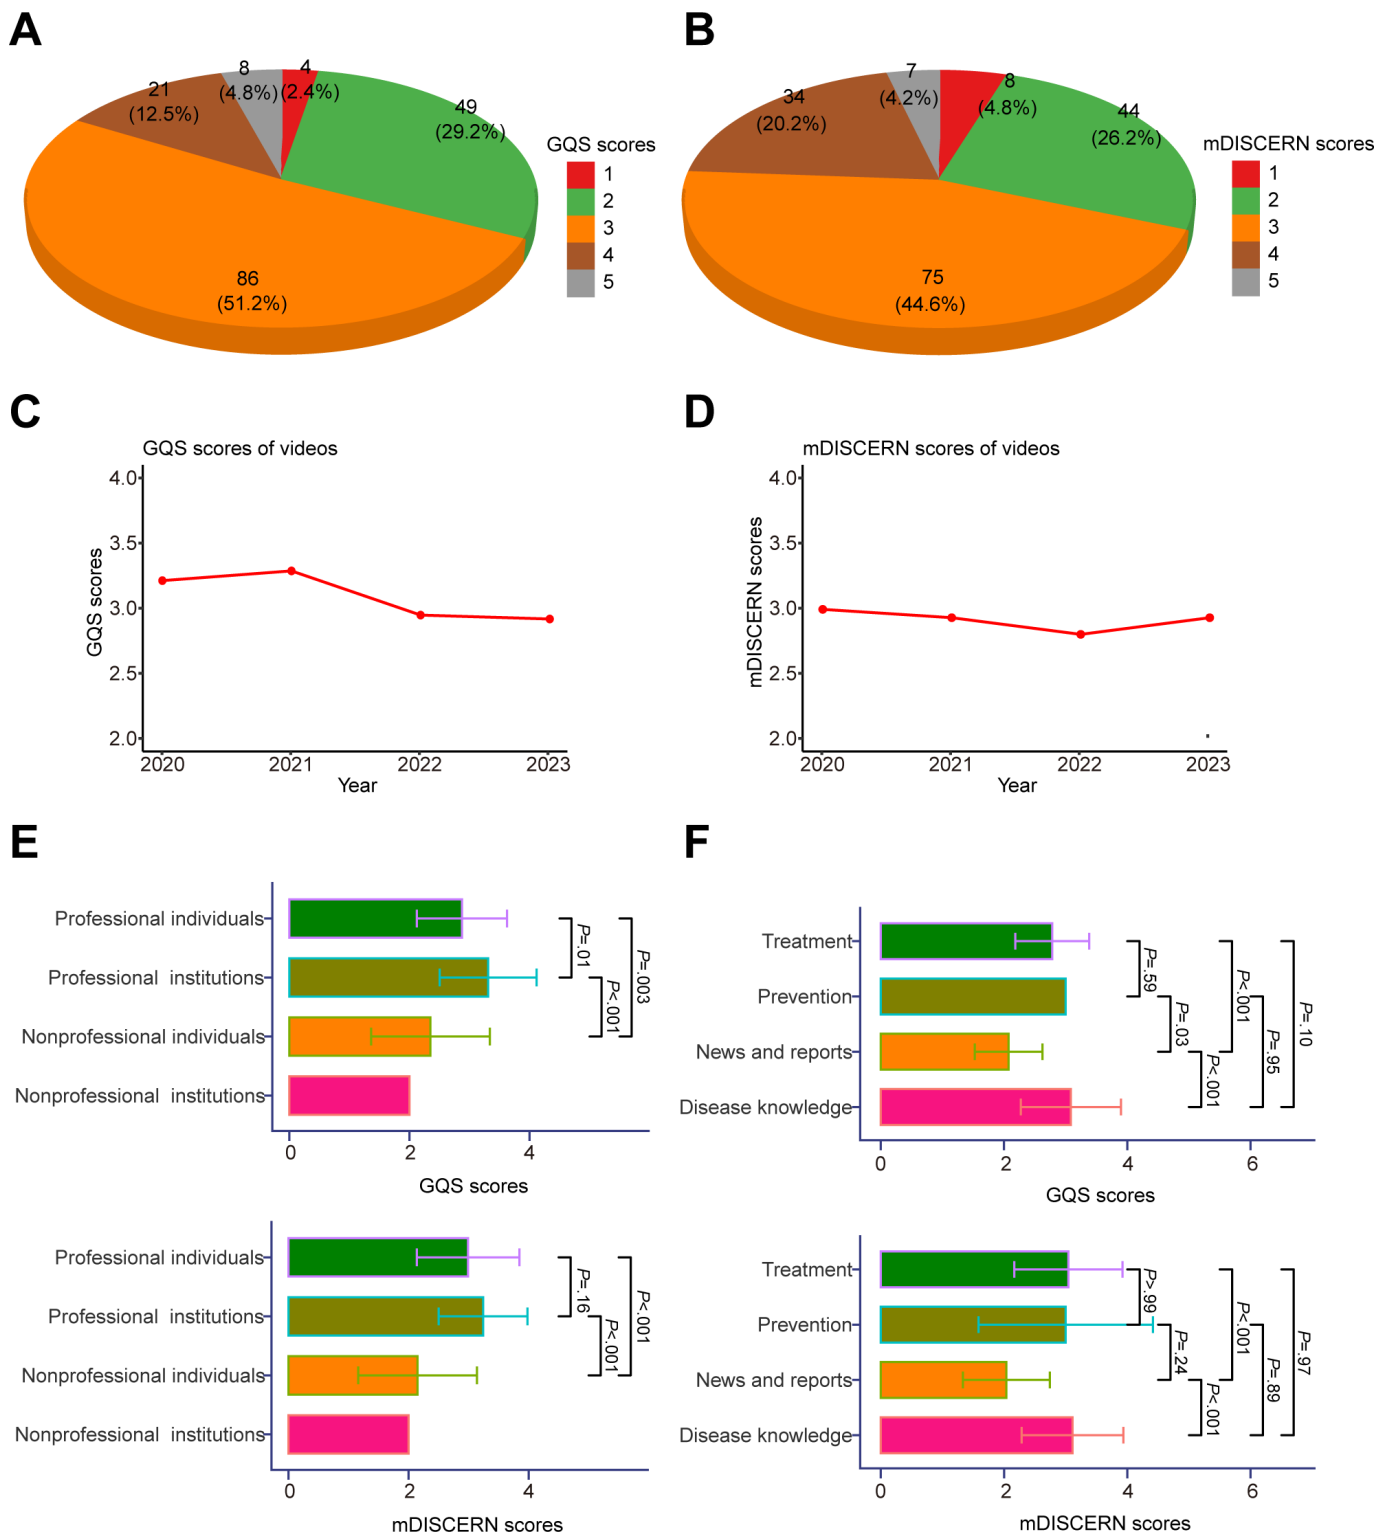 A
8
4
21
(4.8%)
(2.4%)
(12.5%)
49
(29.2%)
86
(51.2%)
GQS scores
1
2
3
4
5
B
7
8
34
(4.2%)
(4.8%)
(20.2%)
44
(26.2%)
75
(44.6%)
mDISCERN scores
1
2
3
4
5
C
GQS scores of videos
GQS scores
4.0
3.5
3.0
2.5
2.0
2020 2021 2022 2023
Year
D
mDISCERN scores of videos
mDISCERN scores
4.0
3.5
3.0
2.5
2.0
2020 2021 2022 2023
Year
E
Professional individuals
Professional institutions
Nonprofessional individuals
Nonprofessional institutions
P=.01
P<.001
P=.003
0 2 4
GQS scores
Professional individuals
Professional institutions
Nonprofessional individuals
Nonprofessional institutions
P=.16
P<.001
P<.001
0 2 4
mDISCERN scores
F
Treatment
Prevention
News and reports
Disease knowledge
P=.59
P=.03
P<.001
P<.001
P=.95
P=.10
0 2 4 6
GQS scores
Treatment
Prevention
News and reports
Disease knowledge
P>.99
P=.24
P<.001
P<.001
P=.89
P=.97
0 2 4 6
mDISCERN scores